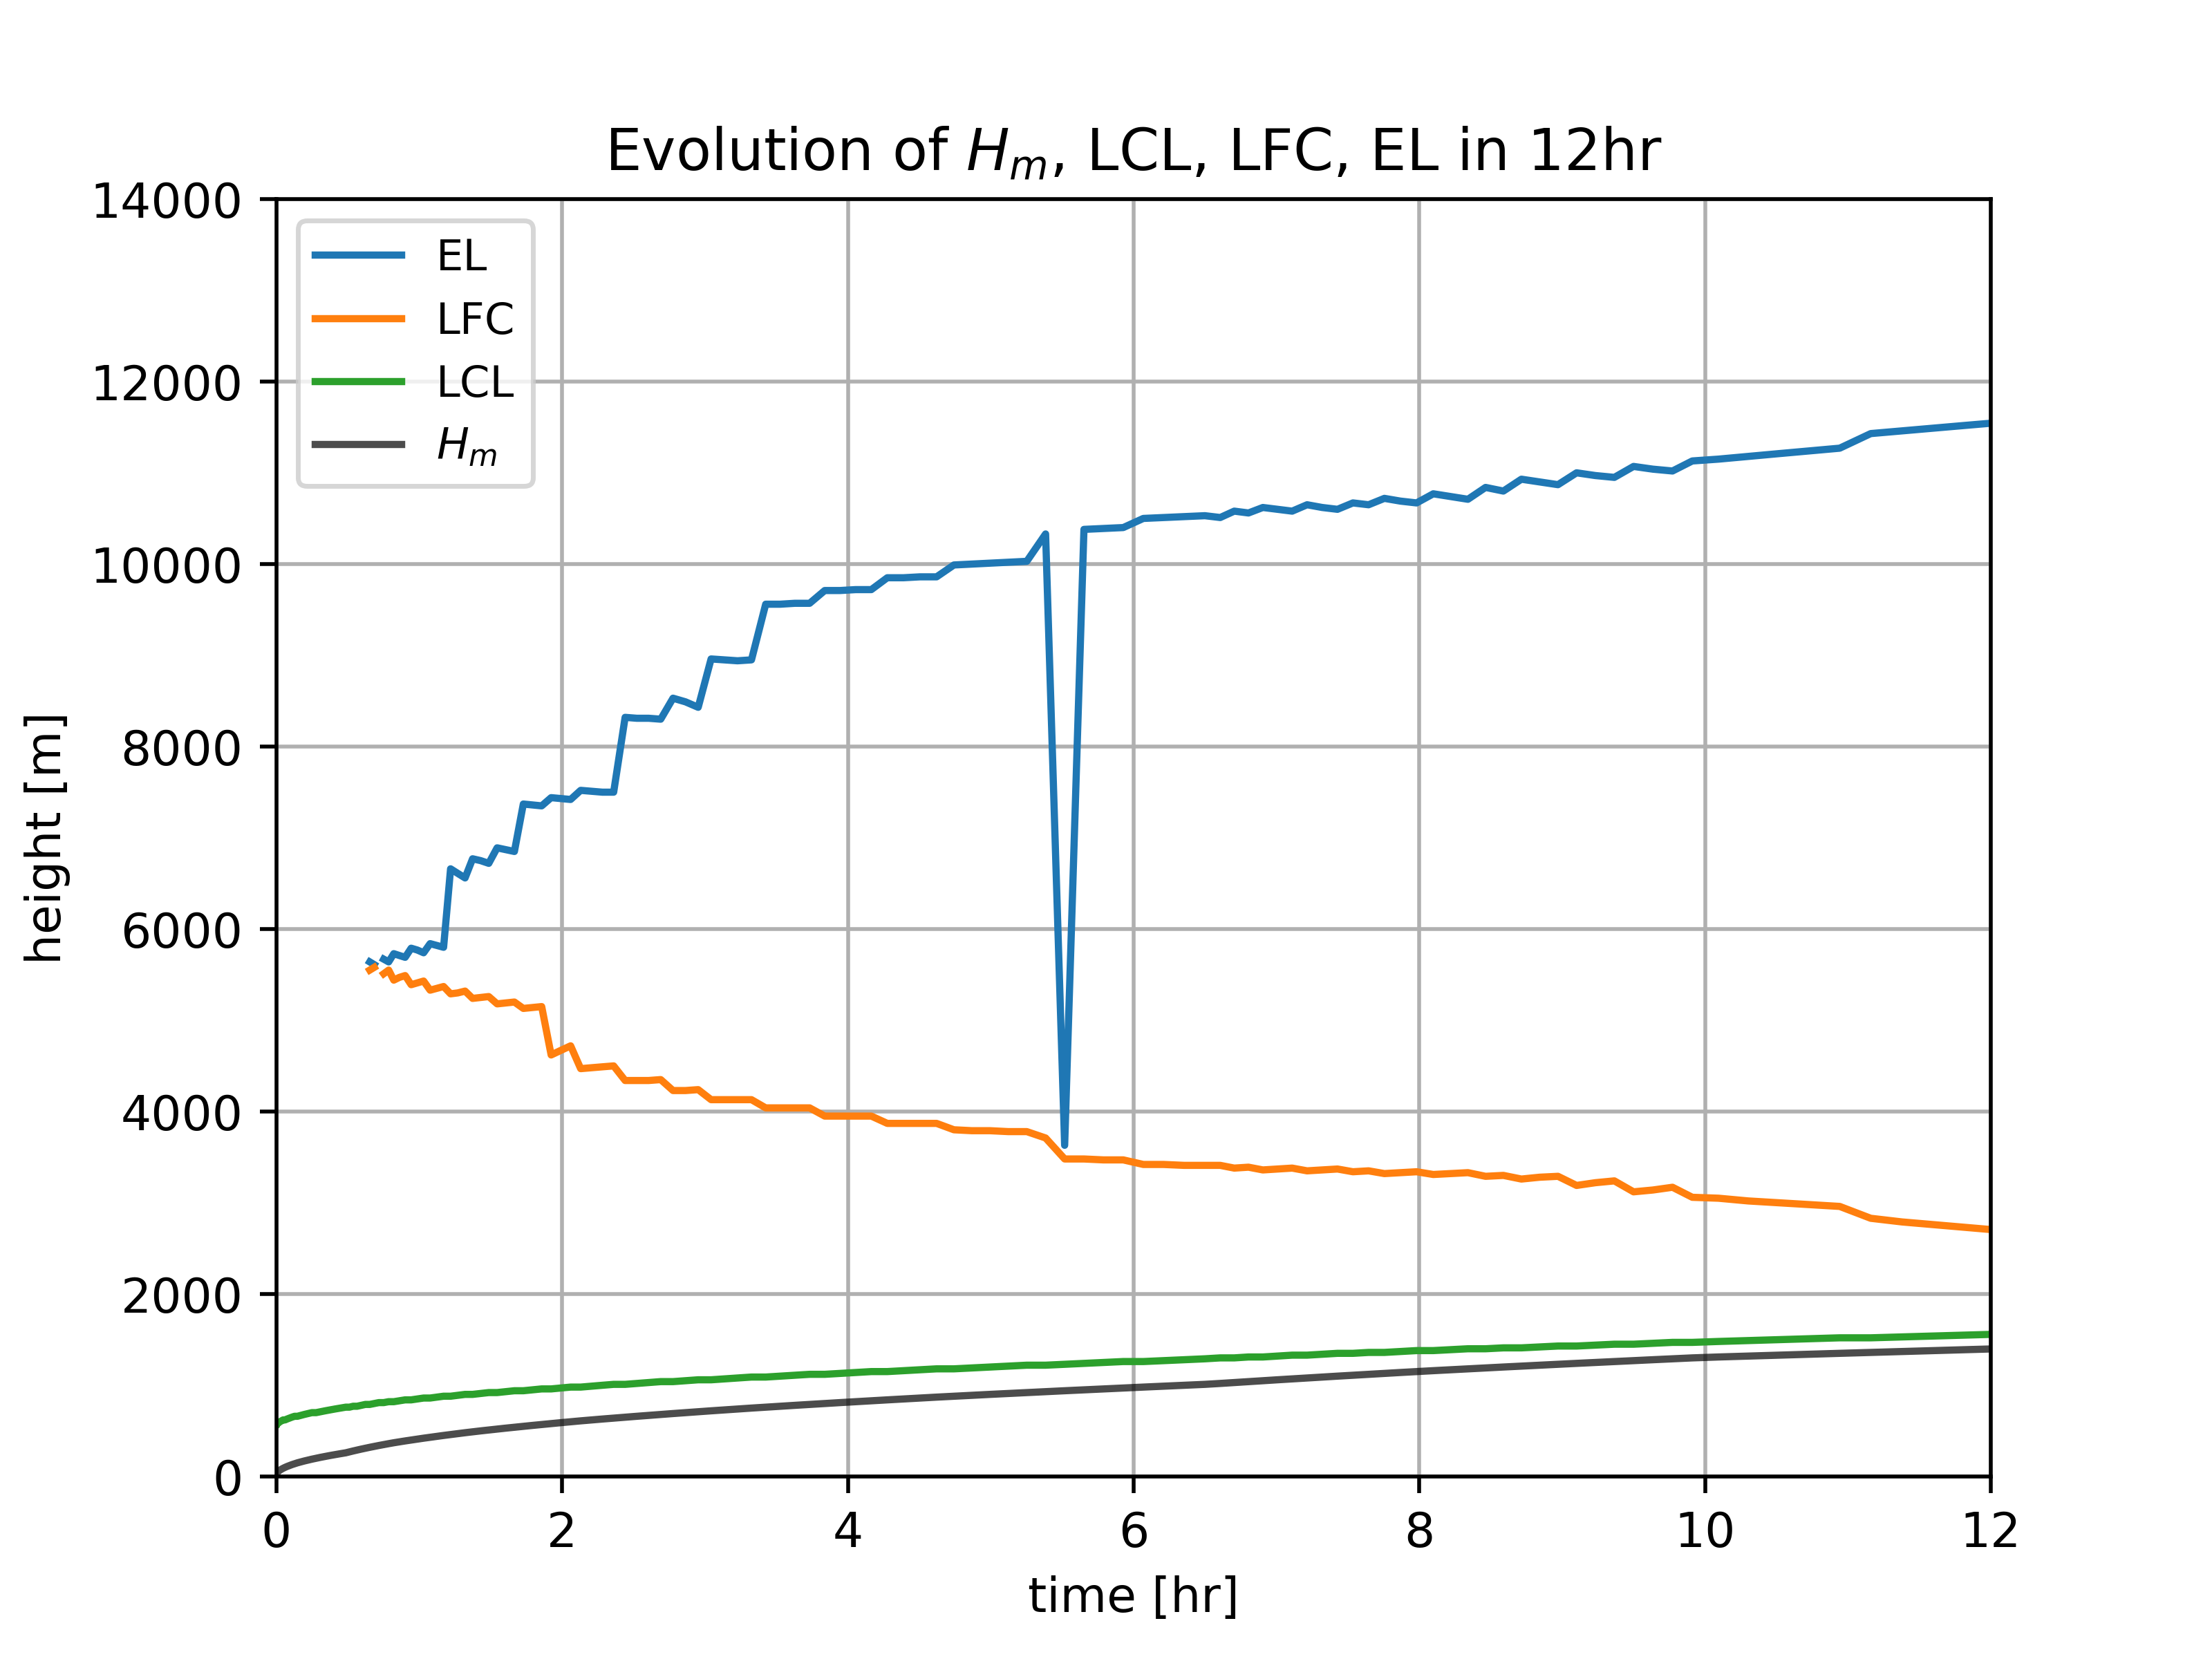 Evolution of Hm, LCL, LFC, EL in 12hr
14000
12000
10000
8000
6000
4000
2000
0
height [m]
EL
LFC
LCL
Hm
0 2 4 6 8 10 12
time [hr]